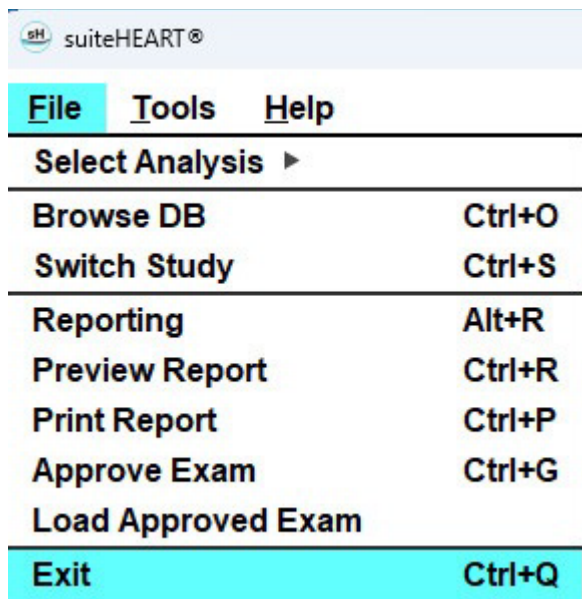 sH suiteHEART®
File Tools Help
Select Analysis ▶
Browse DB Ctrl+O
Switch Study Ctrl+S
Reporting Alt+R
Preview Report Ctrl+R
Print Report Ctrl+P
Approve Exam Ctrl+G
Load Approved Exam
Exit Ctrl+Q